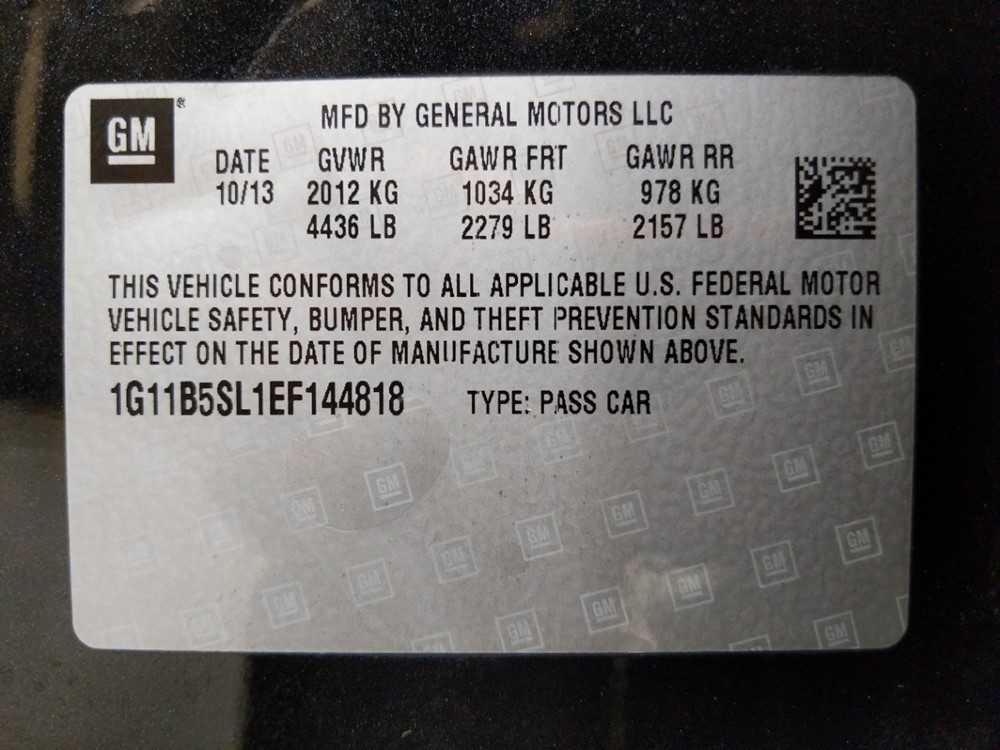 GM®
MFD BY GENERAL MOTORS LLC
DATE GVWR GAWR FRT GAWR RR
10/13 2012 KG 1034 KG 978 KG
4436 LB 2279 LB 2157 LB
THIS VEHICLE CONFORMS TO ALL APPLICABLE U.S. FEDERAL MOTOR
VEHICLE SAFETY, BUMPER, AND THEFT PREVENTION STANDARDS IN
EFFECT ON THE DATE OF MANUFACTURE SHOWN ABOVE.
1G11B5SL1EF144818 TYPE: PASS CAR